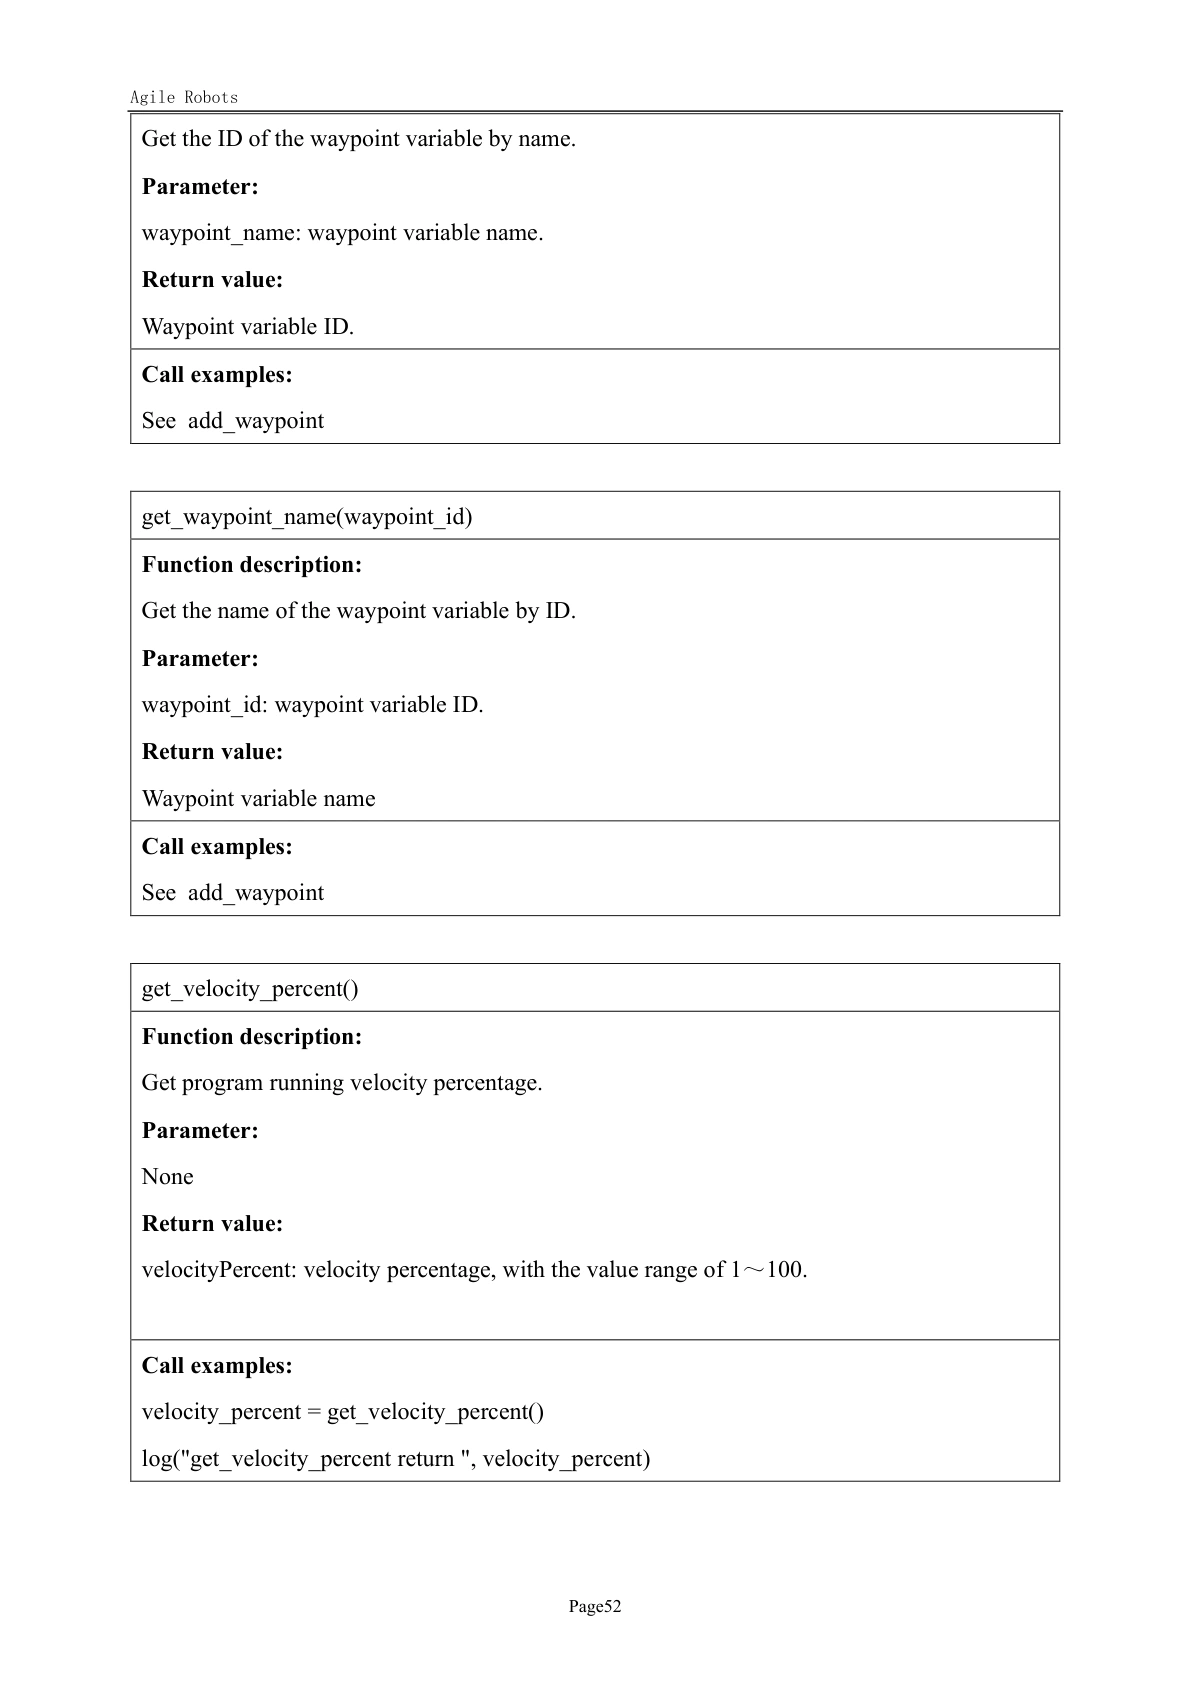 Agile Robots
Get the ID of the waypoint variable by name.
Parameter:
waypoint_name: waypoint variable name.
Return value:
Waypoint variable ID.
Call examples:
See  add_waypoint
get_waypoint_name(waypoint_id)
Function description:
Get the name of the waypoint variable by ID.
Parameter:
waypoint_id: waypoint variable ID.
Return value:
Waypoint variable name
Call examples:
See  add_waypoint
get_velocity_percent()
Function description:
Get program running velocity percentage.
Parameter:
None
Return value:
velocityPercent: velocity percentage, with the value range of 1～100.
Call examples:
velocity_percent = get_velocity_percent()
log("get_velocity_percent return ", velocity_percent)
Page52